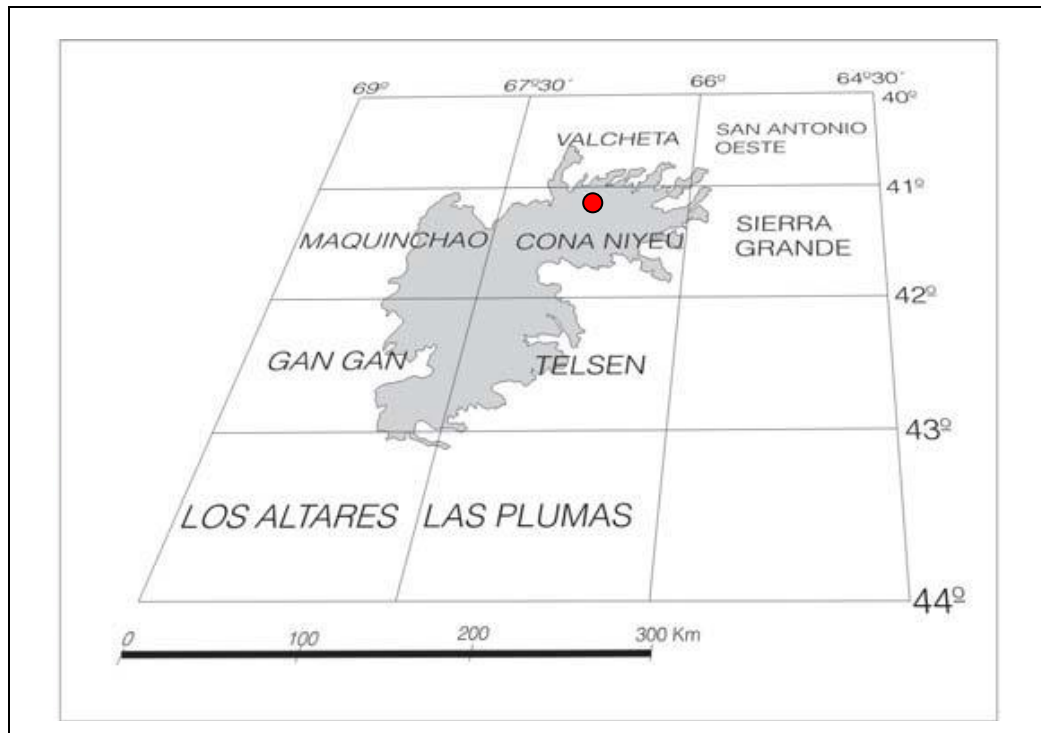 69º
67º30´
66º
64º30´
40º
VALCHETA
SAN ANTONIO
OESTE
41º
MAQUINCHAO
CONA NIYEU
SIERRA
GRANDE
42º
GAN GAN
TELSEN
43º
LOS ALTARES
LAS PLUMAS
44º
0
100
200
300 Km